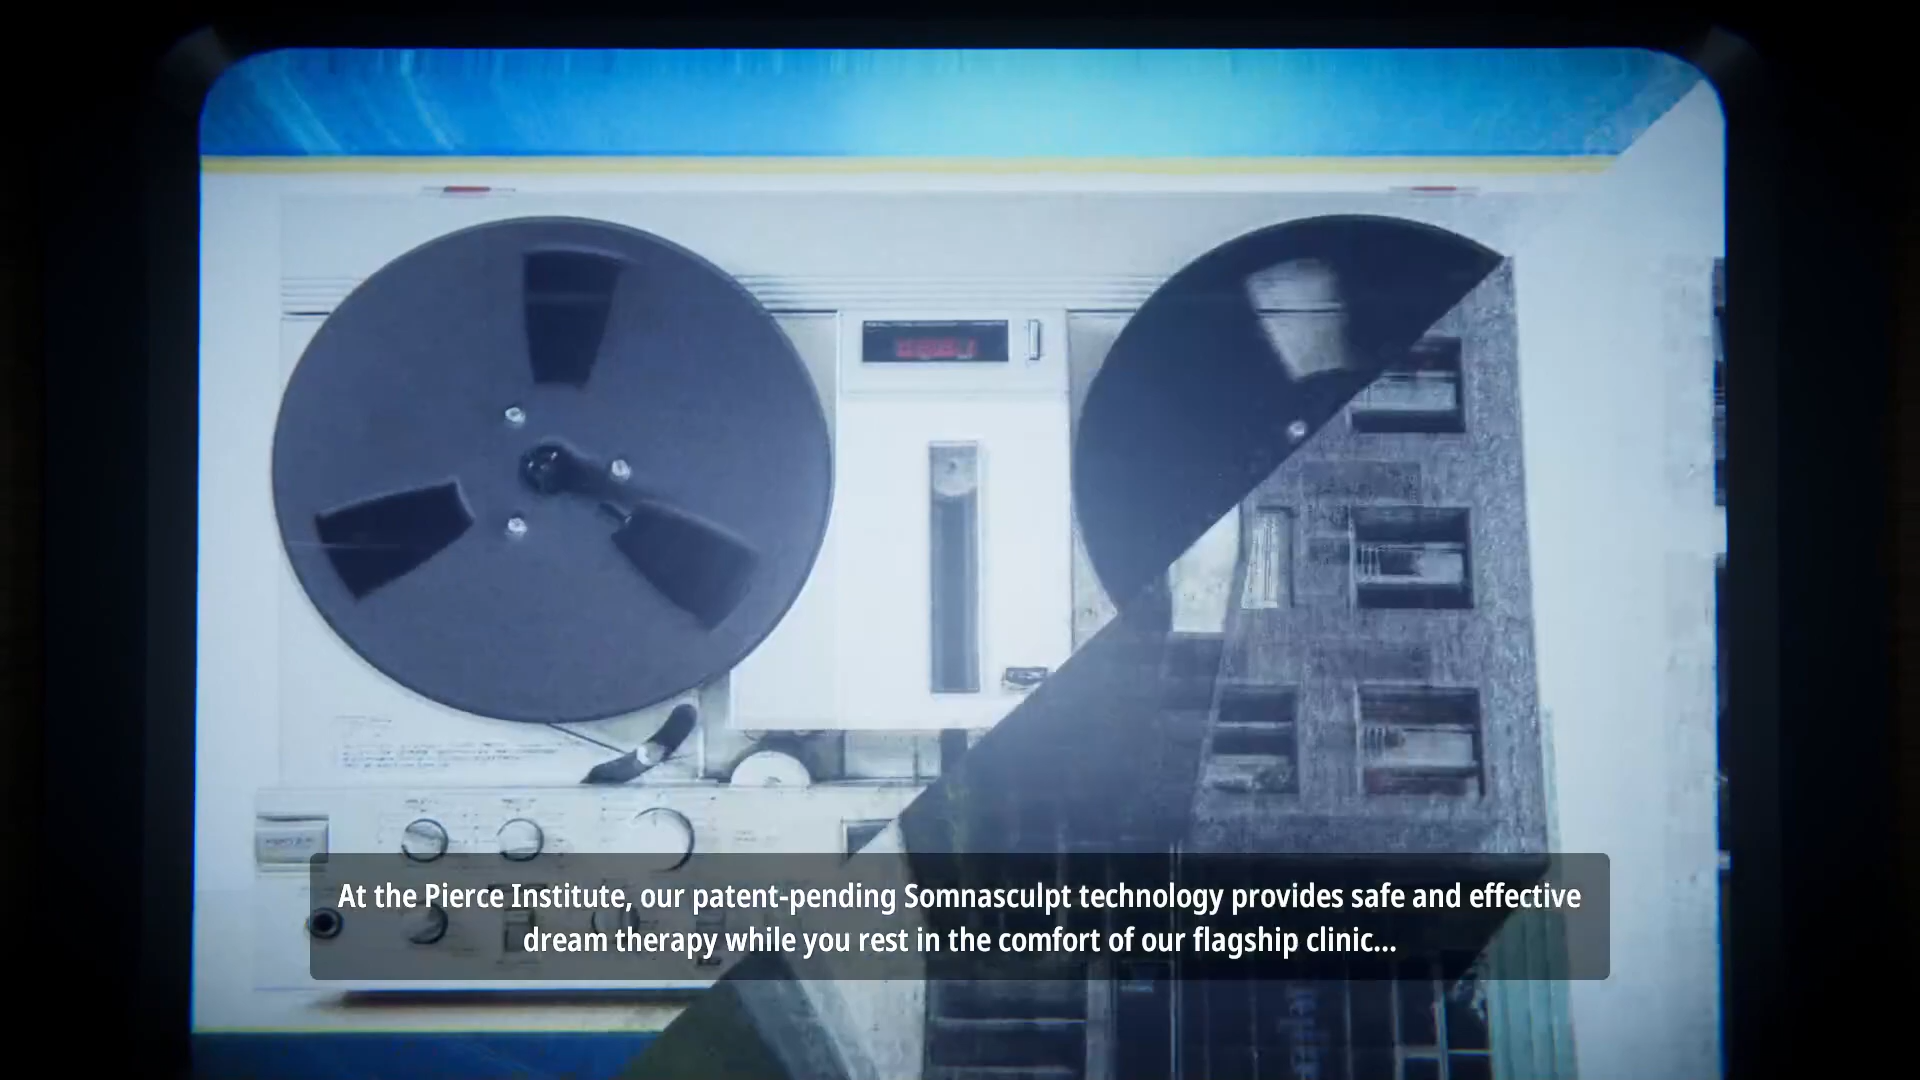 At the Pierce Institute, our patent-pending Somnasculpt technology provides safe and effective
dream therapy while you rest in the comfort of our flagship clinic...